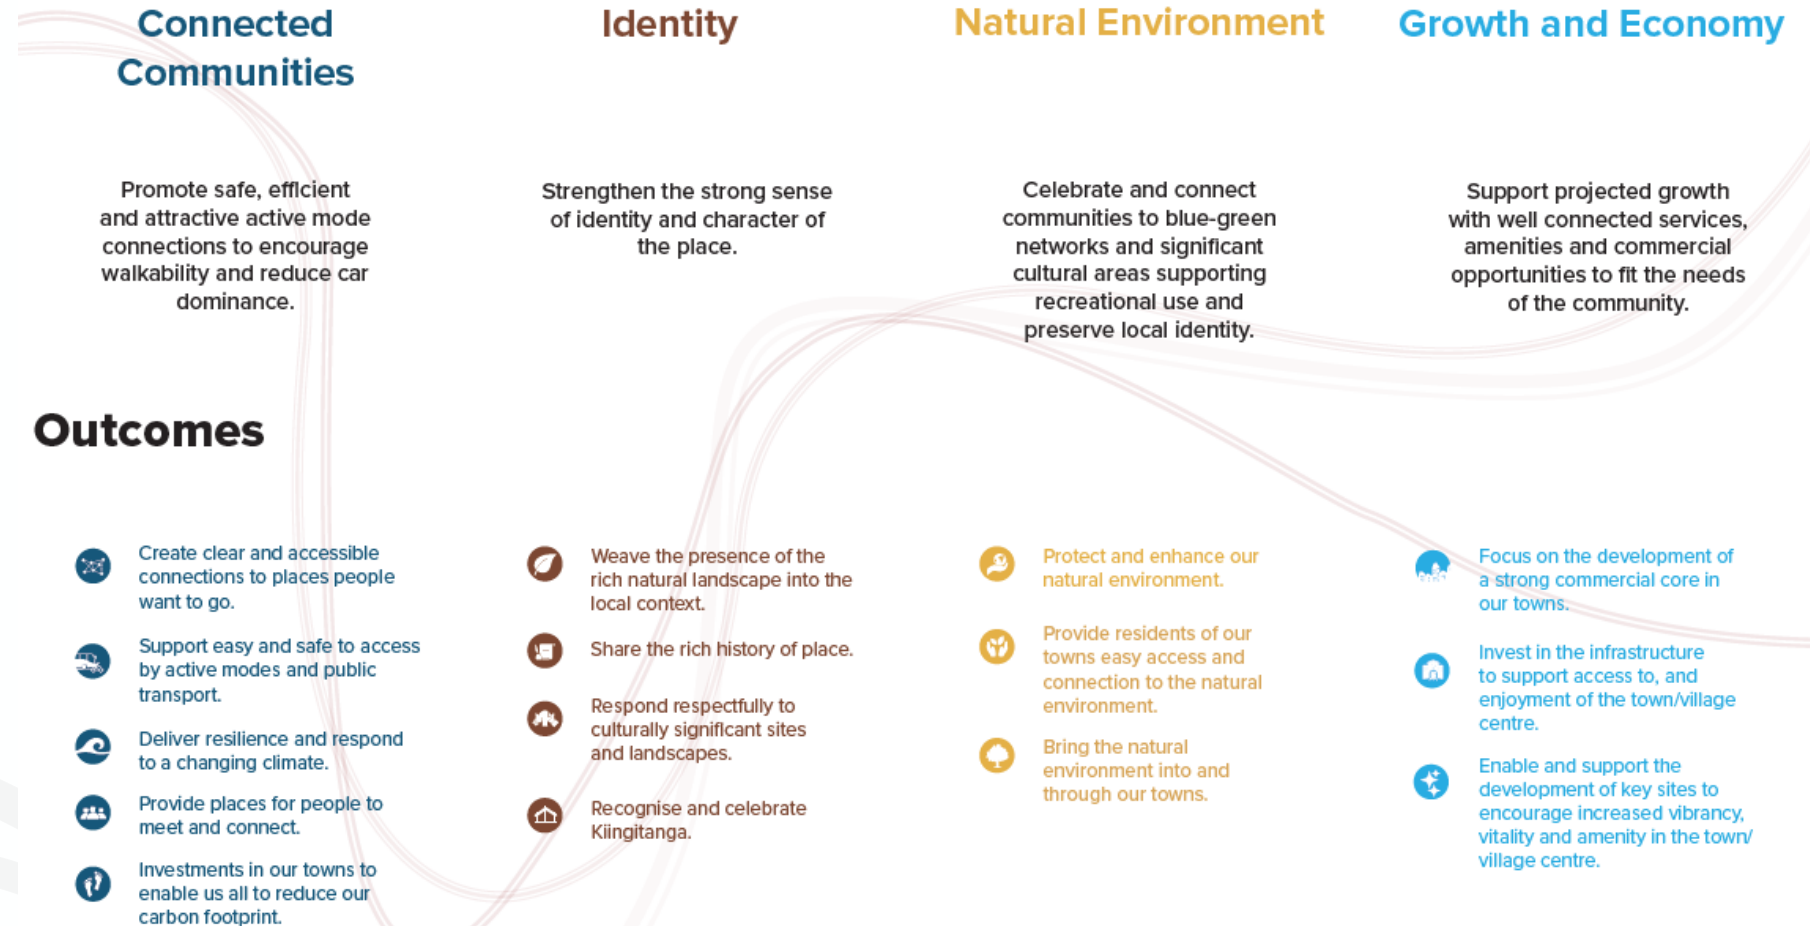 Connected
Communities
Identity
Natural Environment
Growth and Economy
Promote safe, efficient
and attractive active mode
connections to encourage
walkability and reduce car
dominance.
Strengthen the strong sense
of identity and character of
the place.
Celebrate and connect
communities to blue-green
networks and significant
cultural areas supporting
recreational use and
preserve local identity.
Support projected growth
with well connected services,
amenities and commercial
opportunities to fit the needs
of the community.
Outcomes
Create clear and accessible
connections to places people
want to go.
Support easy and safe to access
by active modes and public
transport.
Deliver resilience and respond
to a changing climate.
Provide places for people to
meet and connect.
Investments in our towns to
enable us all to reduce our
carbon footprint.
Weave the presence of the
rich natural landscape into the
local context.
Share the rich history of place.
Respond respectfully to
culturally significant sites
and landscapes.
Recognise and celebrate
Kiingitanga.
Protect and enhance our
natural environment.
Provide residents of our
towns easy access and
connection to the natural
environment.
Bring the natural
environment into and
through our towns.
Focus on the development of
a strong commercial core in
our towns.
Invest in the infrastructure
to support access to, and
enjoyment of the town/village
centre.
Enable and support the
development of key sites to
encourage increased vibrancy,
vitality and amenity in the town/
village centre.